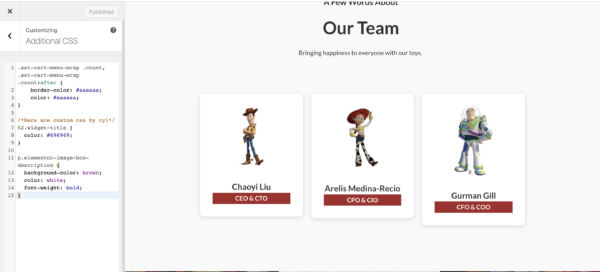 ×
Published
Customizing
Additional CSS
?
1 .ast-cart-menu-wrap .count,
.ast-cart-menu-wrap
.count:after {
2 border-color: #aaaaaa;
3 color: #aaaaaa;
4 }
5
6 /*Here are custom css by cyl*/
7 h2.widget-title {
8 color: #696969;
9 }
10
11 p.elementor-image-box-
description {
12 background-color: brown;
13 color: white;
14 font-weight: bold;
15 }
A Few Words About
Our Team
Bringing happiness to everyone with our toys.
Chaoyi Liu
CEO & CTO
Arelis Medina-Recio
CPO & CIO
Gurman Gill
CFO & COO